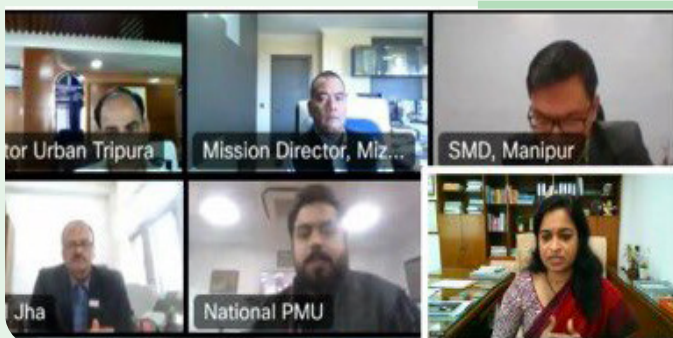 tor Urban Tripura
Mission Director, Miz...
SMD, Manipur
Jha
National PMU